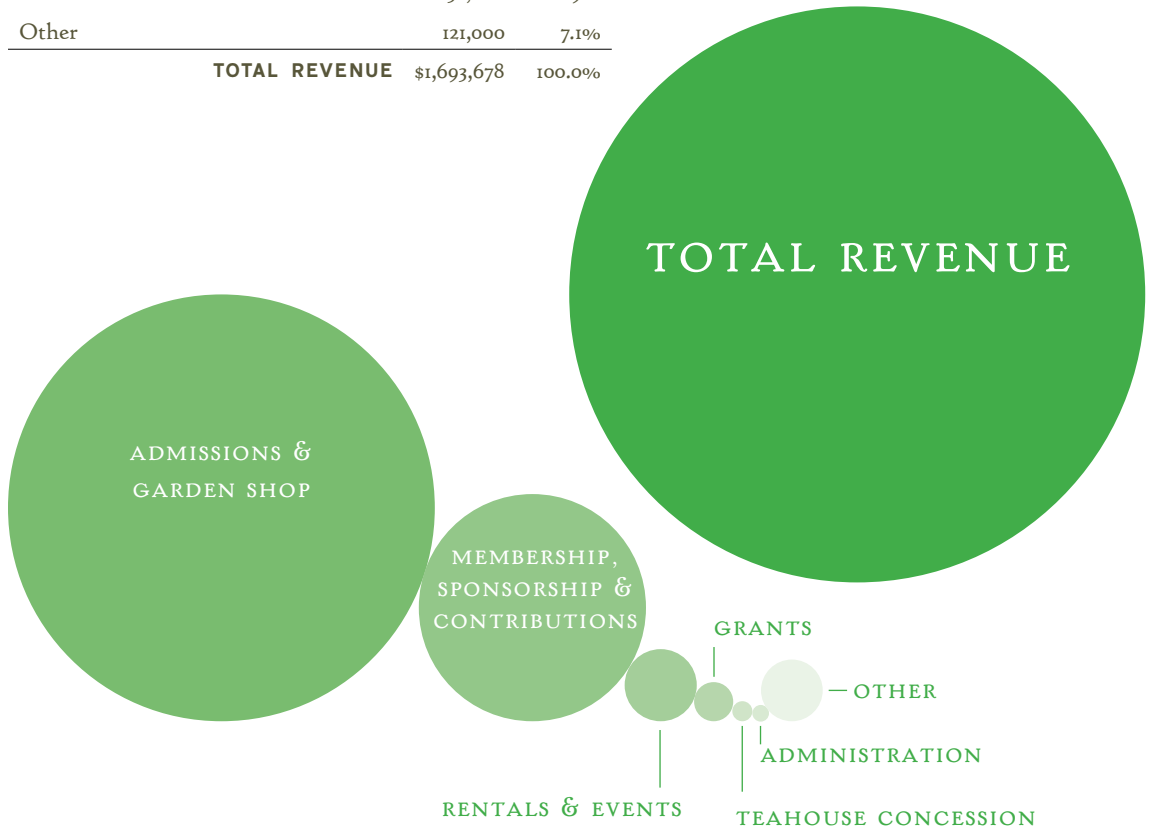 Other 121,000 7.1%
TOTAL REVENUE $1,693,678 100.0%
TOTAL REVENUE
ADMISSIONS &
GARDEN SHOP
MEMBERSHIP,
SPONSORSHIP &
CONTRIBUTIONS
GRANTS
OTHER
ADMINISTRATION
RENTALS & EVENTS
TEAHOUSE CONCESSION